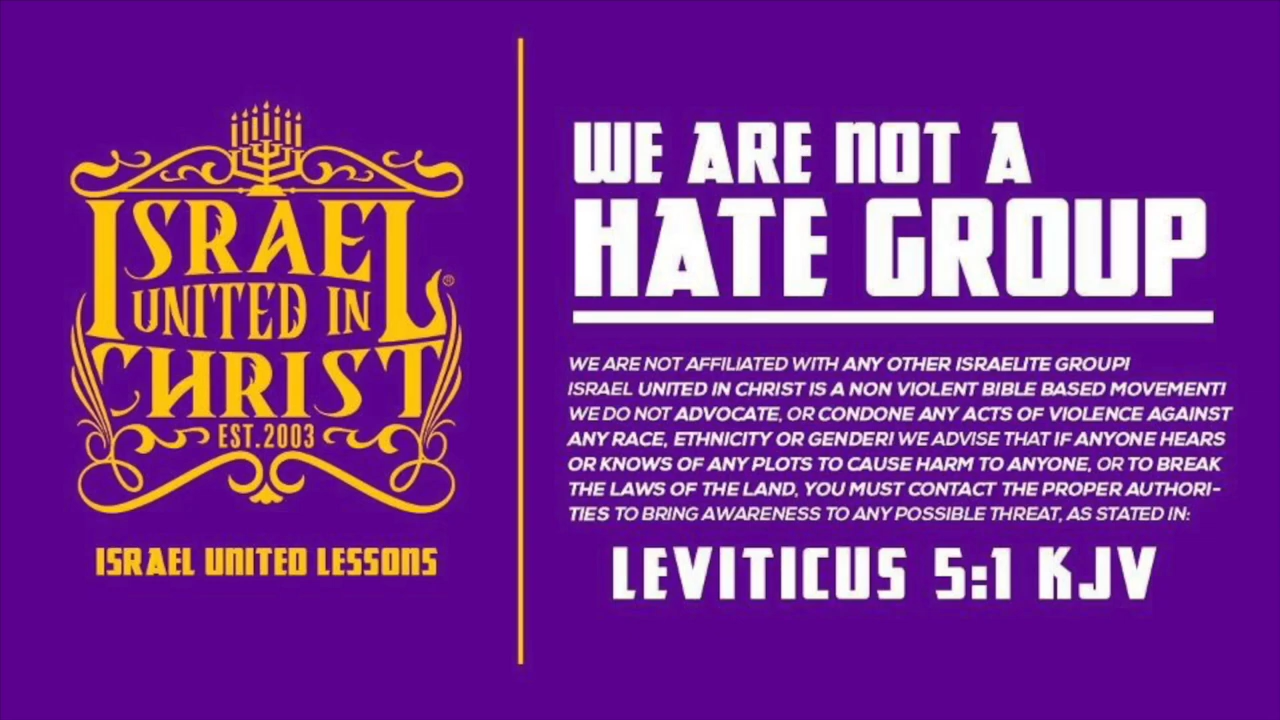 ISRAEL
UNITED IN
CHRIST
EST.2003
®
ISRAEL UNITED LESSONS
WE ARE NOT A
HATE GROUP
WE ARE NOT AFFILIATED WITH ANY OTHER ISRAELITE GROUP!
ISRAEL UNITED IN CHRIST IS A NON VIOLENT BIBLE BASED MOVEMENT!
WE DO NOT ADVOCATE, OR CONDONE ANY ACTS OF VIOLENCE AGAINST
ANY RACE, ETHNICITY OR GENDER! WE ADVISE THAT IF ANYONE HEARS
OR KNOWS OF ANY PLOTS TO CAUSE HARM TO ANYONE, OR TO BREAK
THE LAWS OF THE LAND, YOU MUST CONTACT THE PROPER AUTHORI-
TIES TO BRING AWARENESS TO ANY POSSIBLE THREAT, AS STATED IN:
LEVITICUS 5:1 KJV